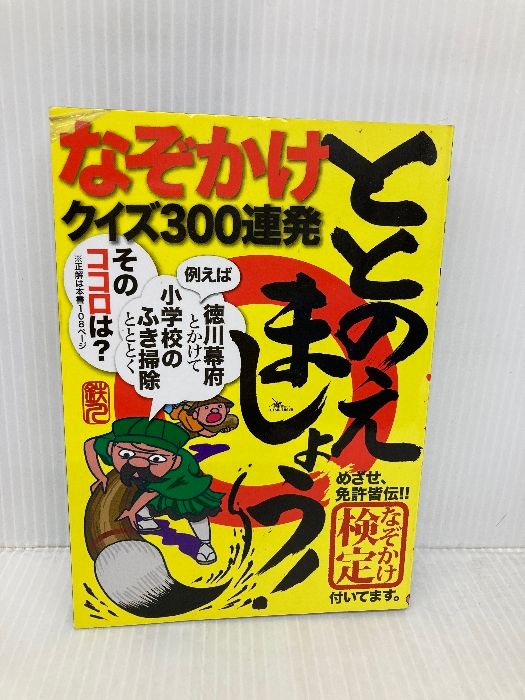 なぞかけ
クイズ300連発
ととのえ
ましょう!
例えば
徳川幕府
とかけて
小学校の
ふき掃除
ととく
その
ココロは?
※正解は本書108ページ
めざせ、
免許皆伝!!
なぞかけ
検定
付いてます。